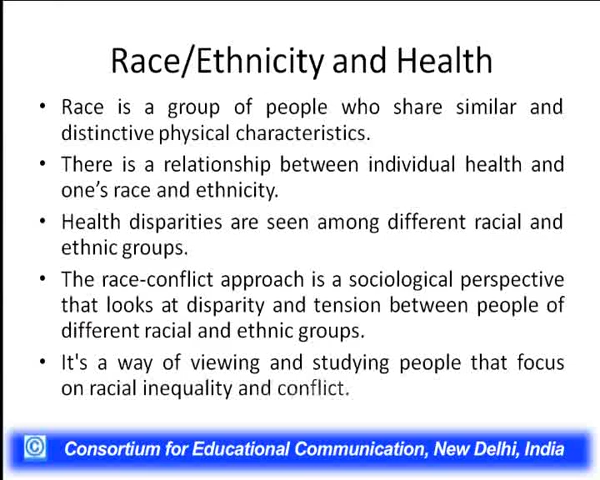 Race/Ethnicity and Health
• Race is a group of people who share similar and
distinctive physical characteristics.
• There is a relationship between individual health and
one’s race and ethnicity.
• Health disparities are seen among different racial and
ethnic groups.
• The race-conflict approach is a sociological perspective
that looks at disparity and tension between people of
different racial and ethnic groups.
• It's a way of viewing and studying people that focus
on racial inequality and conflict.
© Consortium for Educational Communication, New Delhi, India